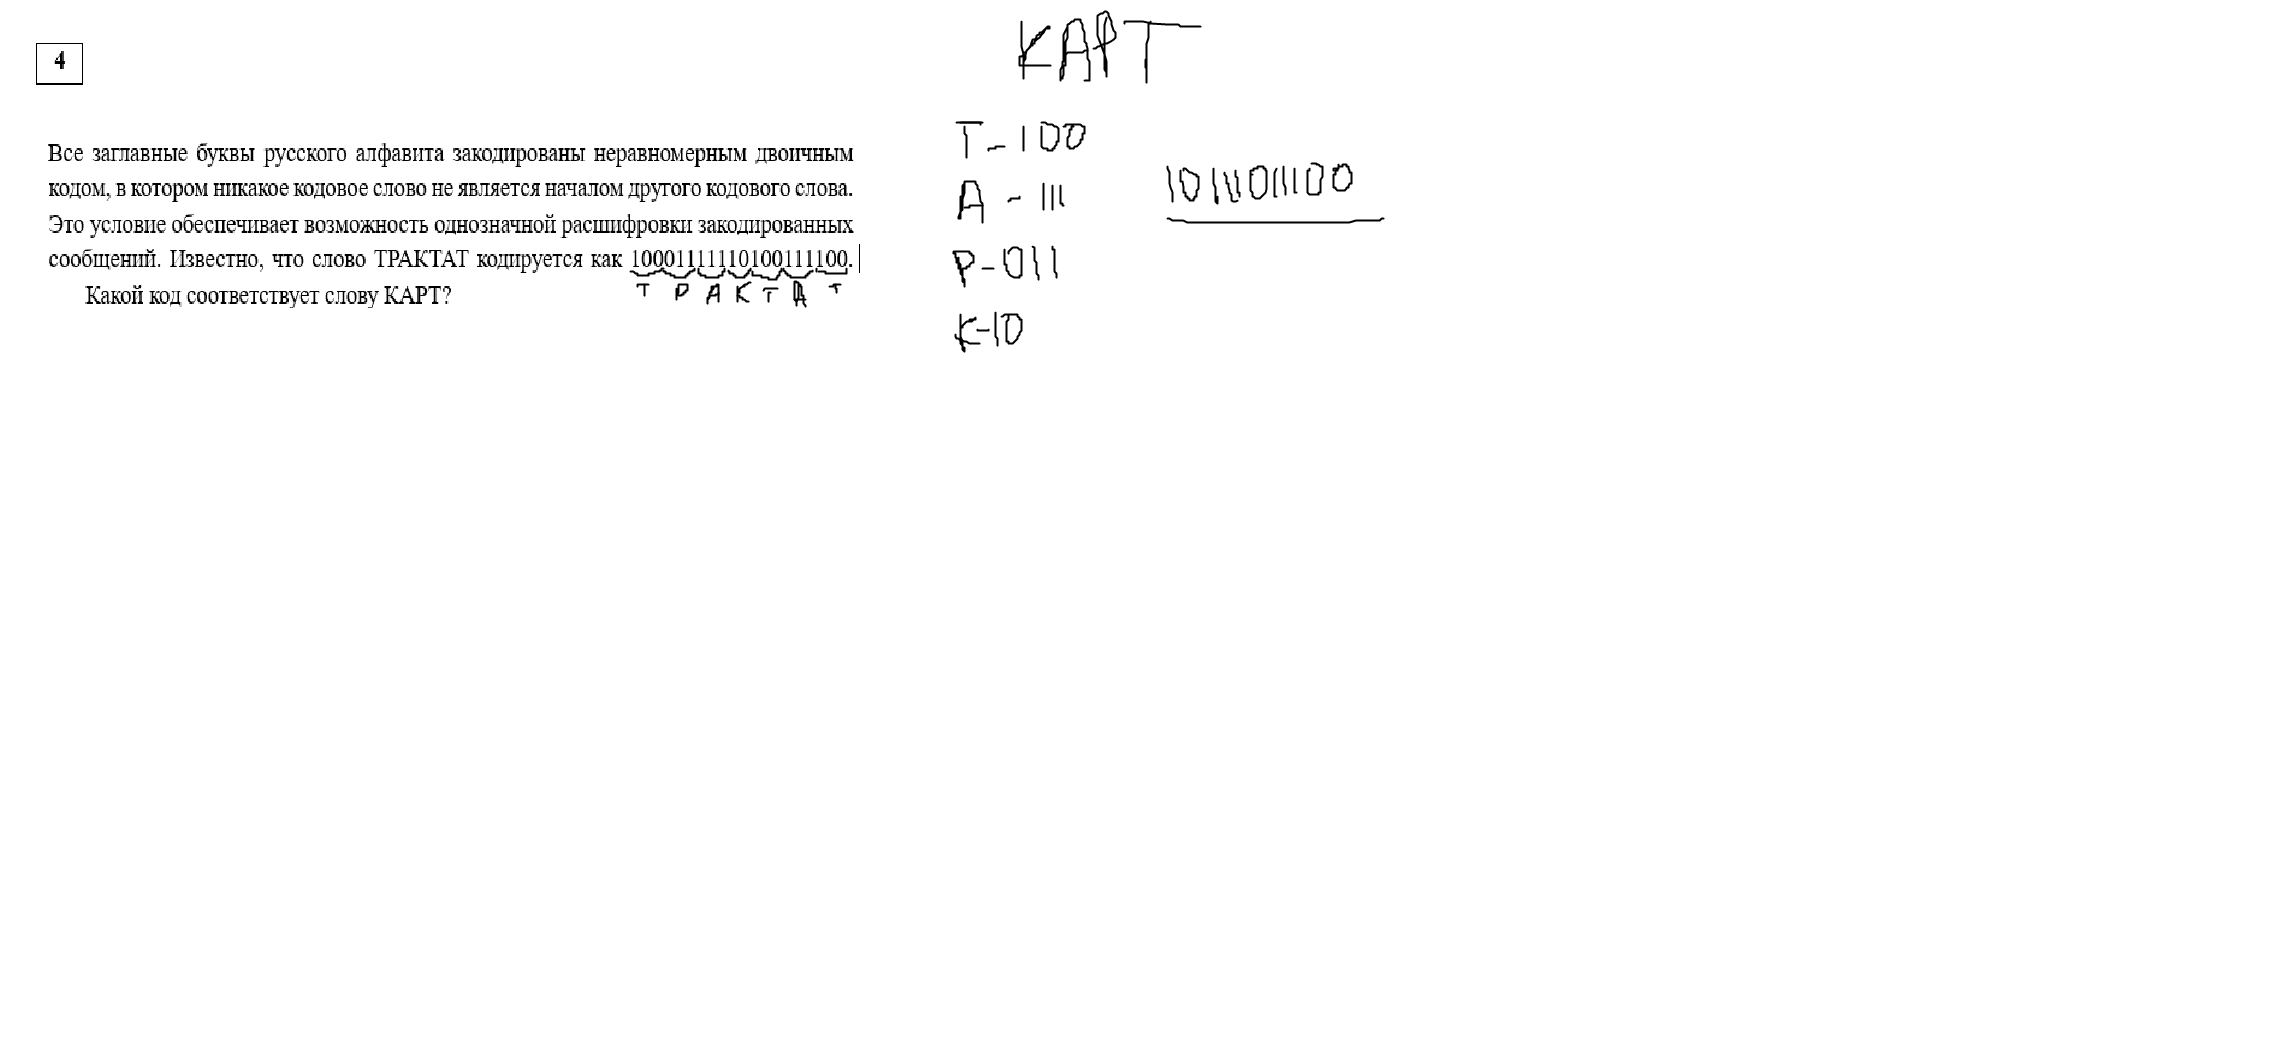 4
КАРТ
Все заглавные буквы русского алфавита закодированы неравномерным двоичным
кодом, в котором никакое кодовое слово не является началом другого кодового слова.
Это условие обеспечивает возможность однозначной расшифровки закодированных
сообщений. Известно, что слово ТРАКТАТ кодируется как 10001111110100111100.
Т Р А К Т А Т
Какой код соответствует слову КАРТ?
Т-100
А-111
Р-011
К-10
10111011100